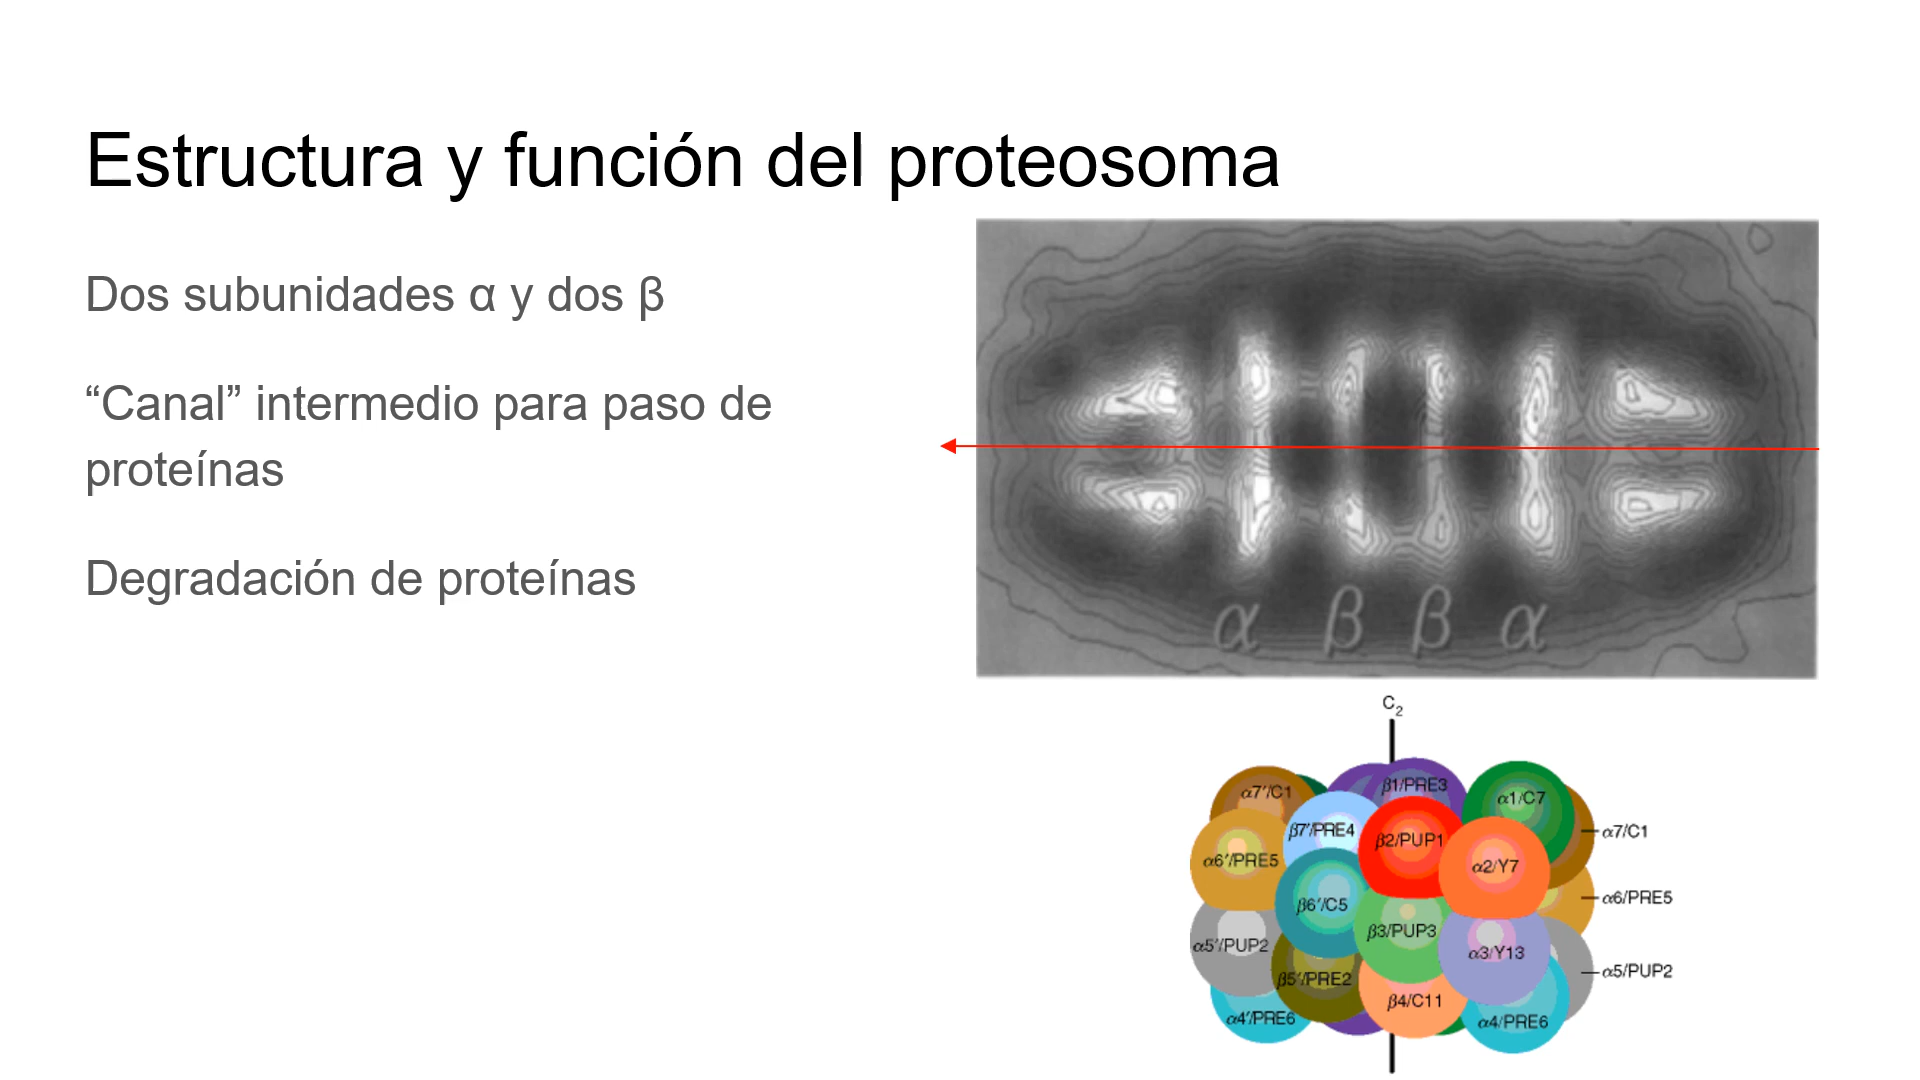 Estructura y función del proteosoma
Dos subunidades α y dos β
“Canal” intermedio para paso de
proteínas
Degradación de proteínas
α β β α
C2
α7′/C1
β1/PRE3
α1/C7
β7′/PRE4
β2/PUP1
α7/C1
α6′/PRE5
α2/Y7
β6′/C5
α6/PRE5
β3/PUP3
α5′/PUP2
α3/Y13
α5/PUP2
β5′/PRE2
β4/C11
α4′/PRE6
α4/PRE6